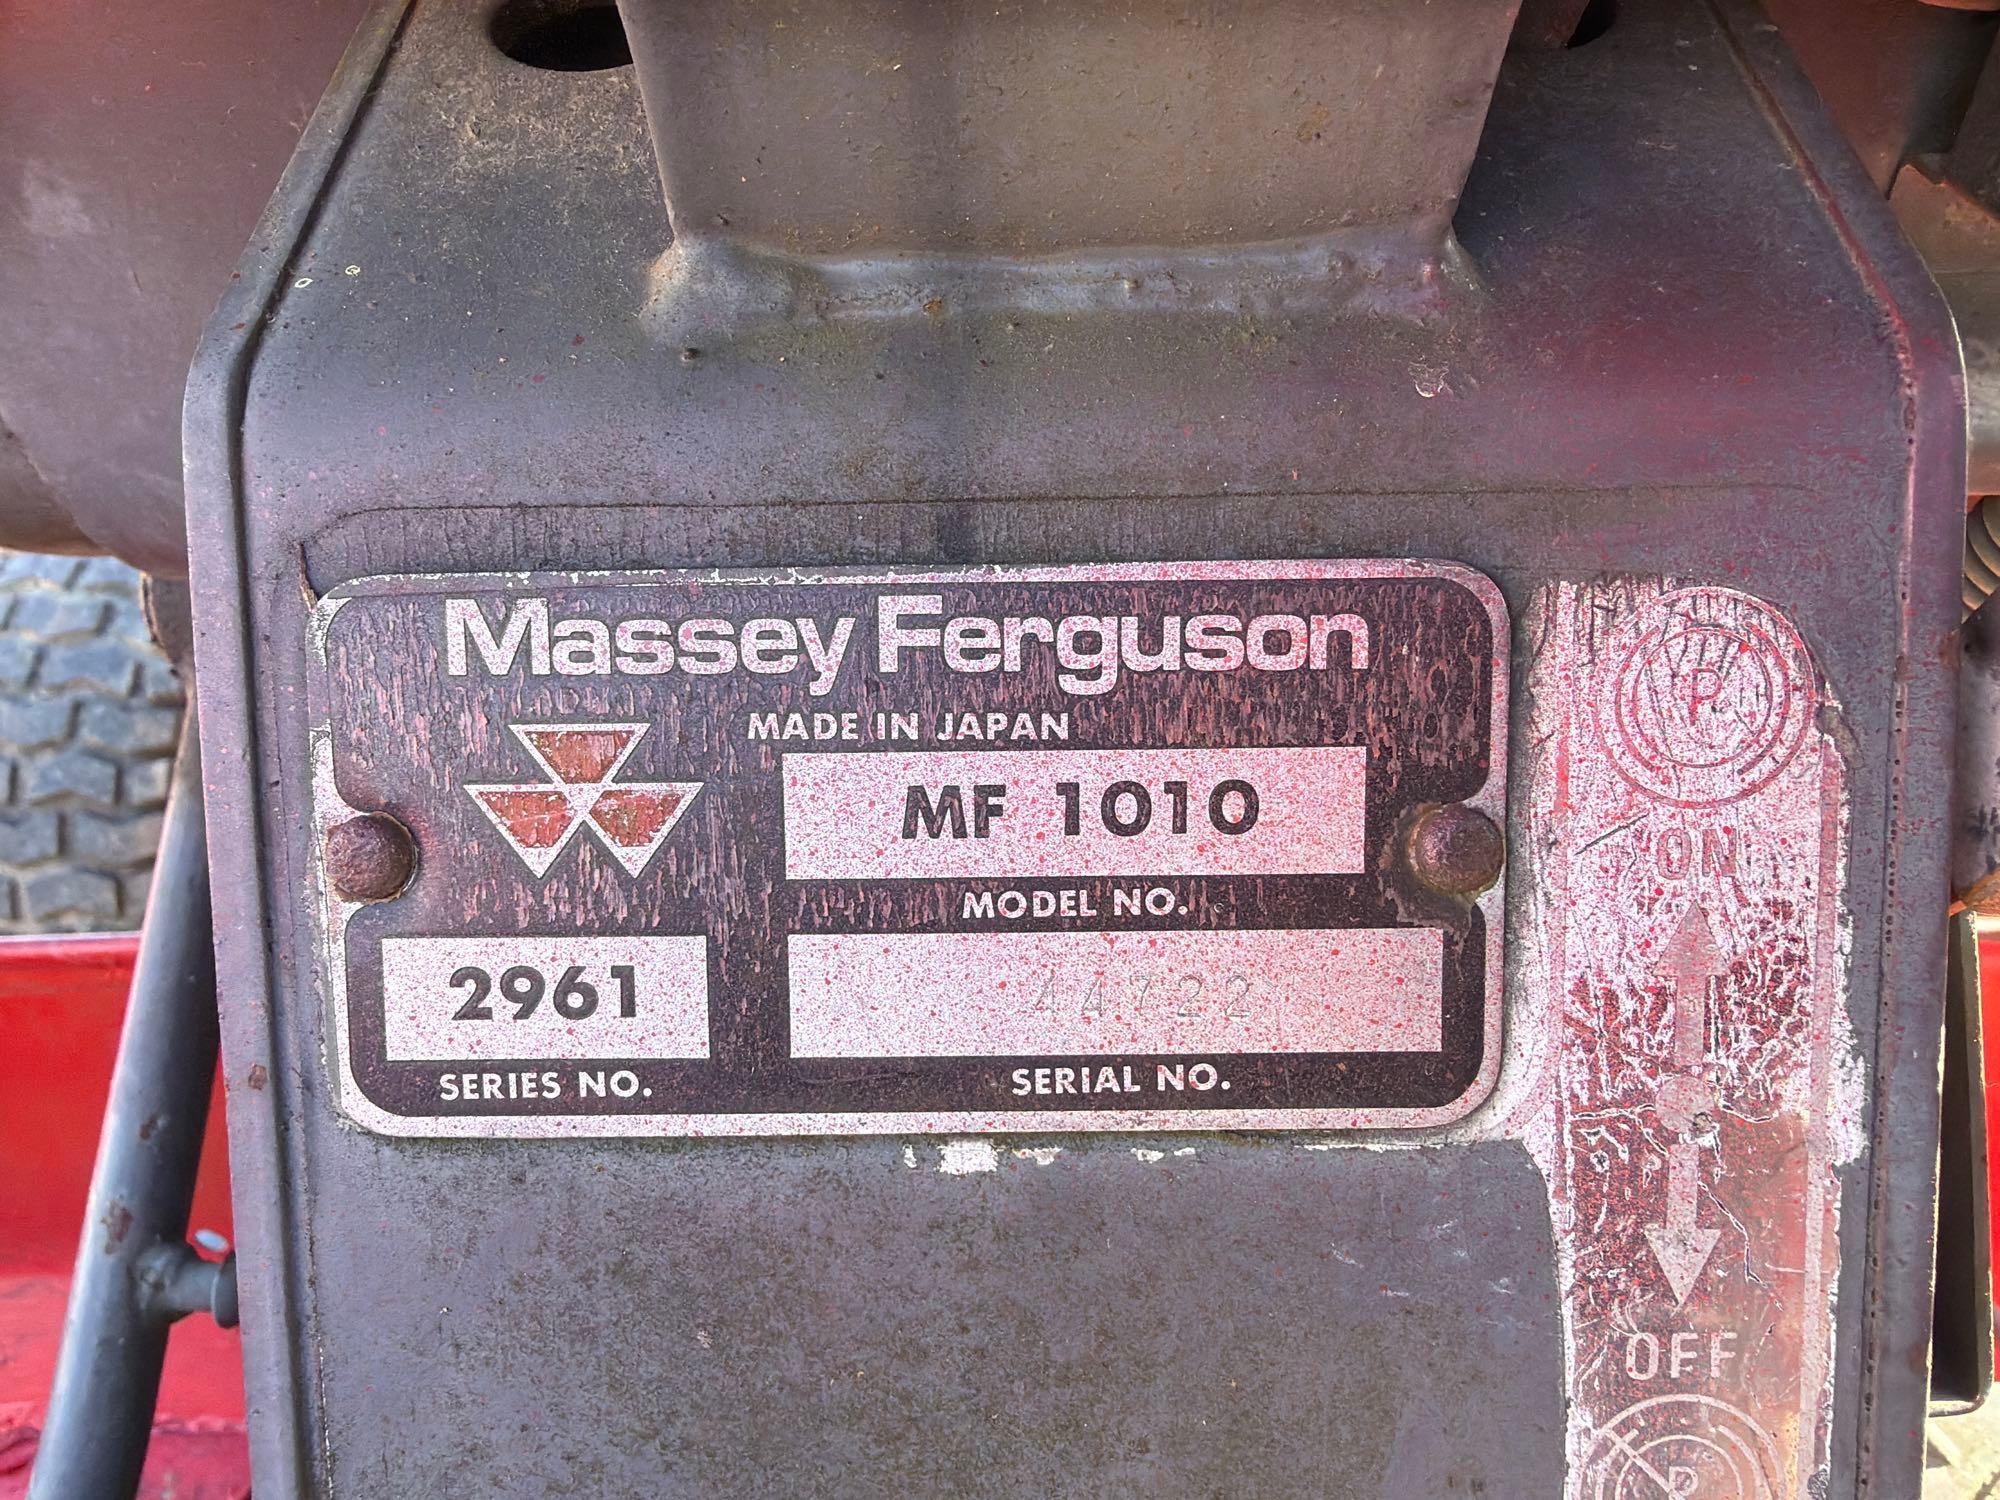 Massey Ferguson
MADE IN JAPAN
MF 1010
MODEL NO.
2961
SERIES NO.
44722
SERIAL NO.
P
ON
OFF
P